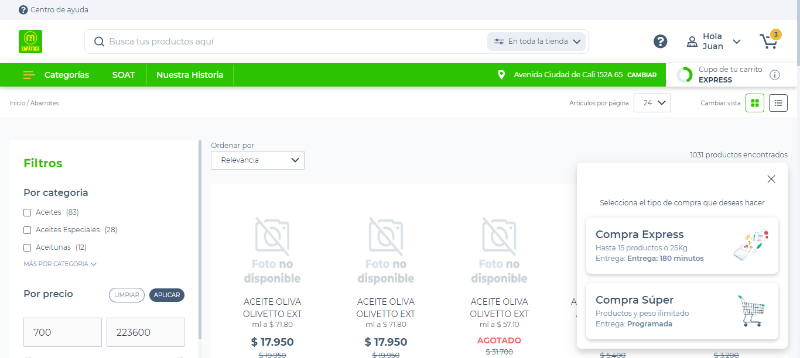 Centro de ayuda
Busca tus productos aquí
En toda la tienda
Hola
Juan
3
Categorías
SOAT
Nuestra Historia
Avenida Ciudad de Cali 152A 65 CAMBIAR
Cupo de tu carrito
EXPRESS
Inicio / Abarrotes
Artículos por página
24
Cambiar vista
Filtros
Por categoría
Aceites (83)
Aceites Especiales (28)
Aceitunas (12)
MÁS POR CATEGORIA
Por precio
LIMPIAR
APLICAR
700
223600
Ordenar por
Relevancia
1031 productos encontrados
Foto no
disponible
ACEITE OLIVA
OLIVETTO EXT
ml a $ 71.80
$ 17.950
$ 19.950
Foto no
disponible
ACEITE OLIVA
OLIVETTO EXT
ml a $ 71.80
$ 17.950
$ 19.950
Foto no
disponible
ACEITE OLIVA
OLIVETTO EXT
ml a $ 57.10
AGOTADO
$ 31.700
$ 5.400
$ 3.200
Selecciona el tipo de compra que deseas hacer
Compra Express
Hasta 15 productos o 25Kg
Entrega: Entrega: 180 minutos
Compra Súper
Productos y peso ilimitado
Entrega: Programada